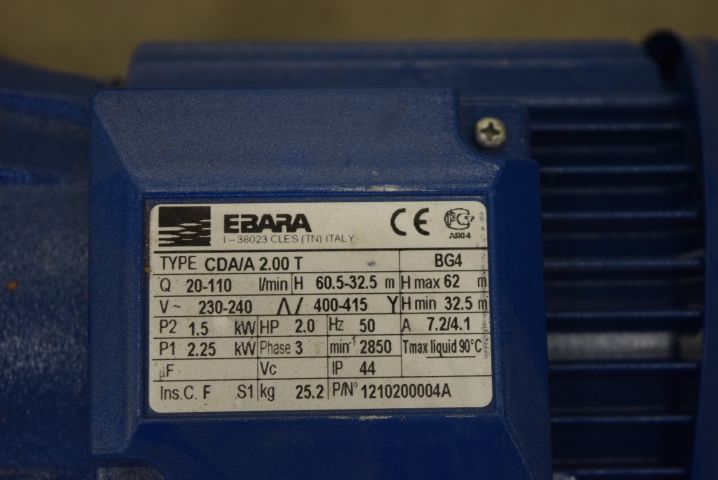 EBARA CE
I-38023 CLES (TN) ITALY
TYPE CDA/A 2.00 T BG4
Q 20-110 l/min H 60.5-32.5 m H max 62 m
V~ 230-240 Δ/ 400-415 Y H min 32.5 m
P2 1.5 kW HP 2.0 Hz 50 A 7.2/4.1
P1 2.25 kW Phase 3 min⁻¹ 2850 Tmax liquid 90°C
µF Vc IP 44
Ins.C. F S1 kg 25.2 P/N° 1210200004A